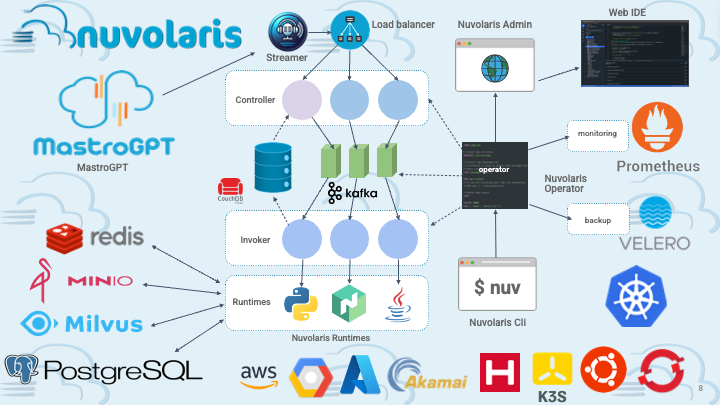 nuvolaris
Streamer
Load balancer
Nuvolaris Admin
Web IDE
MastroGPT
MastroGPT
Controller
CouchDB
kafka
operator
Nuvolaris
Operator
monitoring
Prometheus
backup
VELERO
redis
MINIO
Milvus
PostgreSQL
Invoker
Runtimes
Nuvolaris Runtimes
$ nuv
Nuvolaris Cli
aws
Akamai
H
A
K3S
8